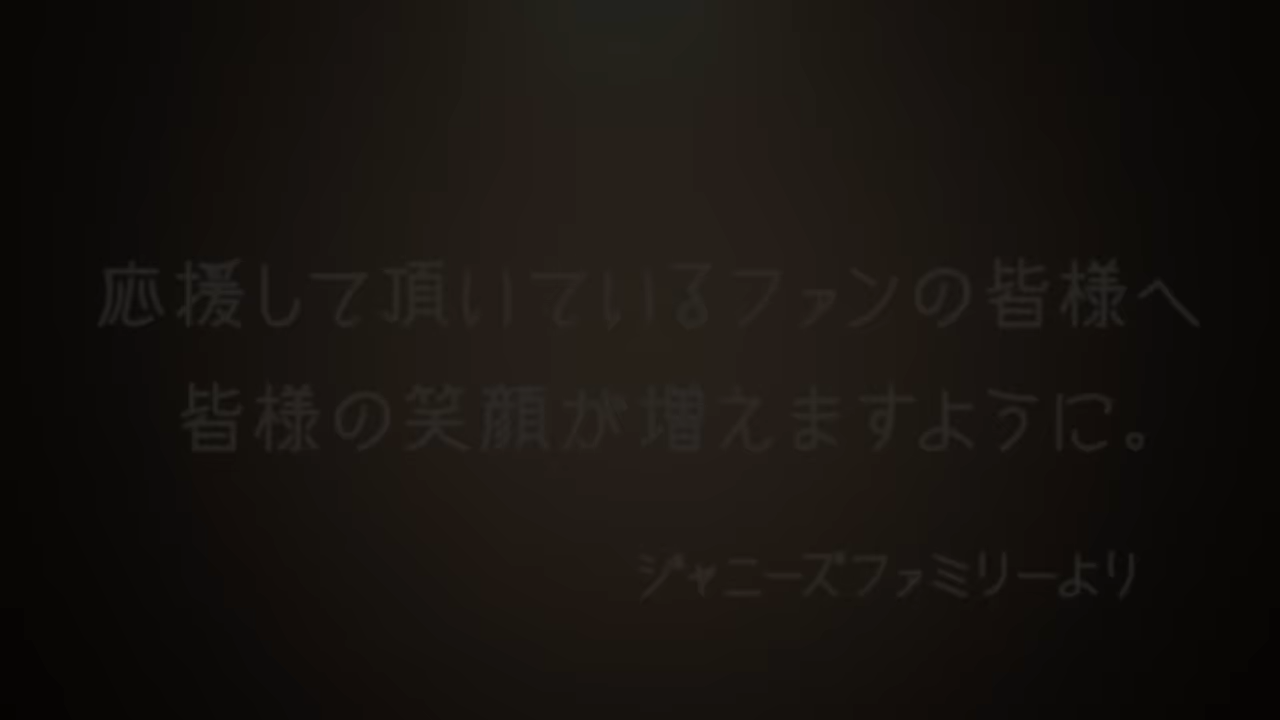 応援して頂いているファンの皆様へ
皆様の笑顔が増えますように。
ジャニーズファミリーより